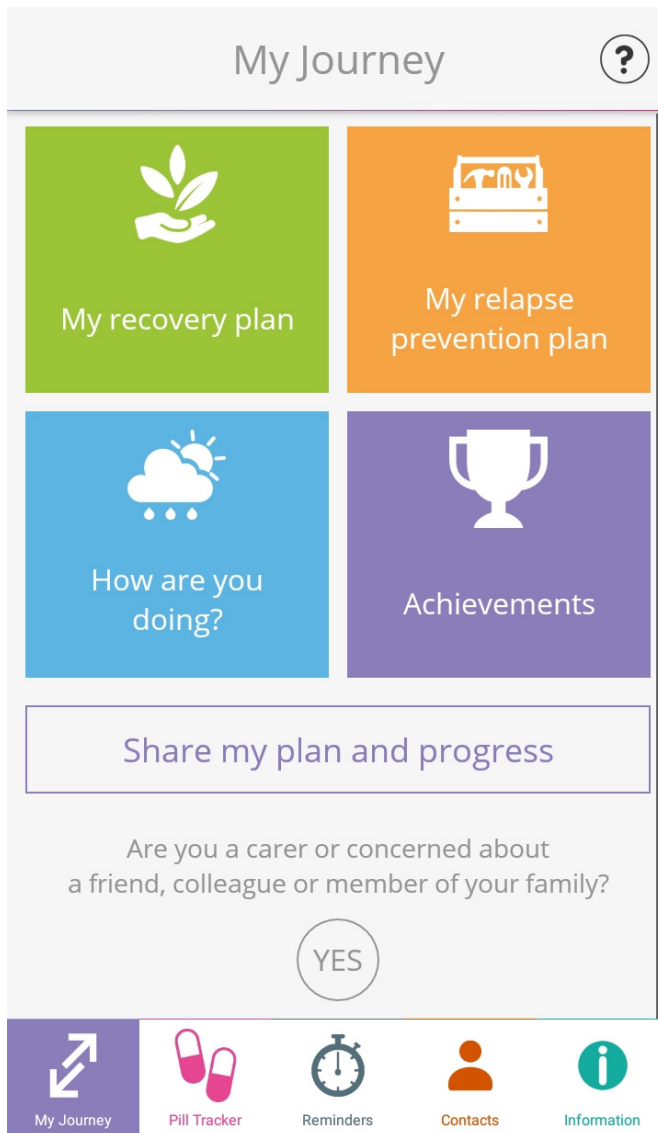 My Journey
?
My recovery plan
My relapse
prevention plan
How are you
doing?
Achievements
Share my plan and progress
Are you a carer or concerned about
a friend, colleague or member of your family?
YES
My Journey
Pill Tracker
Reminders
Contacts
Information